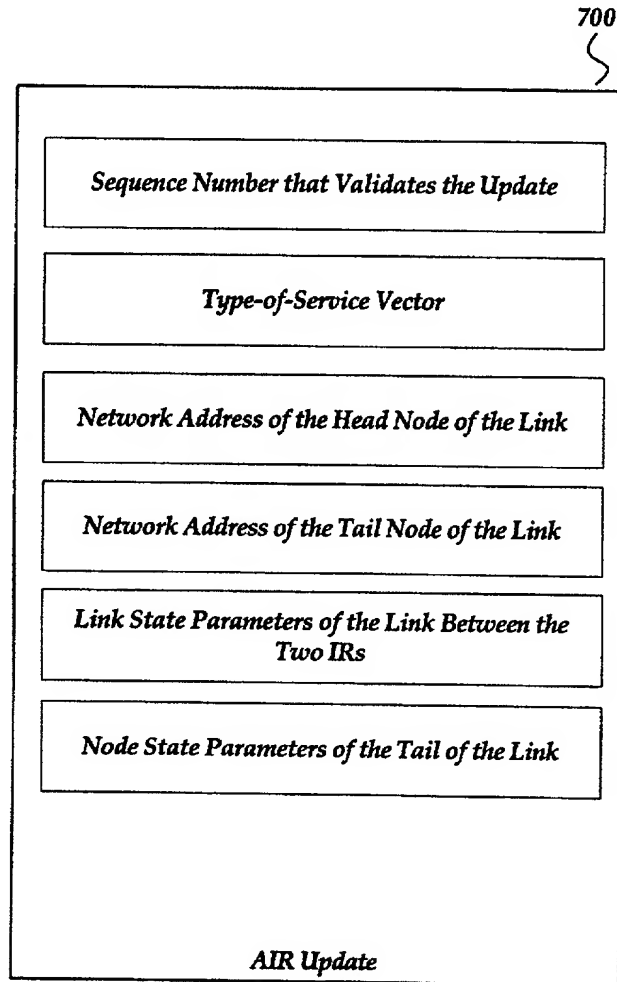 700
Sequence Number that Validates the Update
Type-of-Service Vector
Network Address of the Head Node of the Link
Network Address of the Tail Node of the Link
Link State Parameters of the Link Between the
Two IRs
Node State Parameters of the Tail of the Link
AIR Update